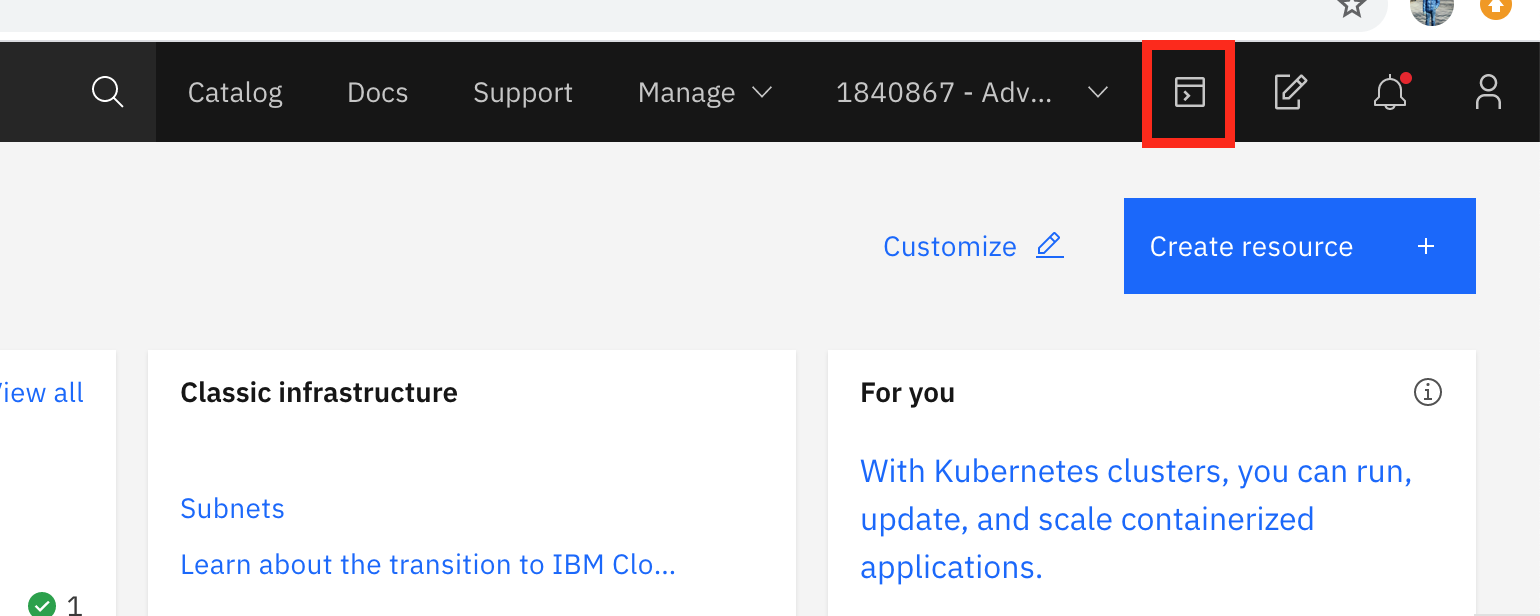 Catalog Docs Support Manage 1840867 - Adv...
Customize Create resource +
View all
Classic infrastructure
Subnets
Learn about the transition to IBM Clo...
1
For you
With Kubernetes clusters, you can run,
update, and scale containerized
applications.